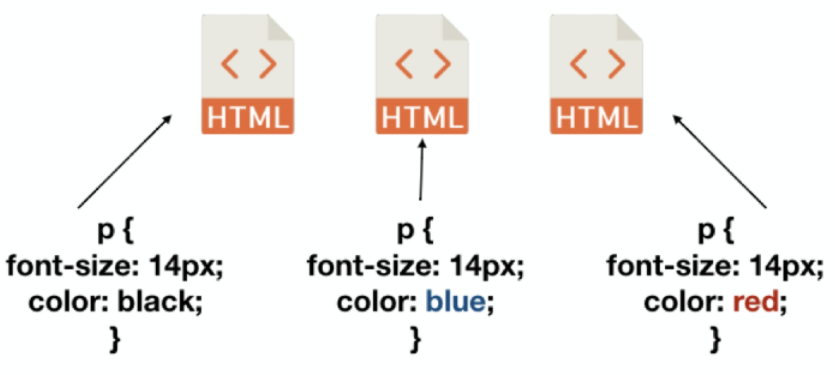 HTML
HTML
HTML
p {
font-size: 14px;
color: black;
}
p {
font-size: 14px;
color: blue;
}
p {
font-size: 14px;
color: red;
}